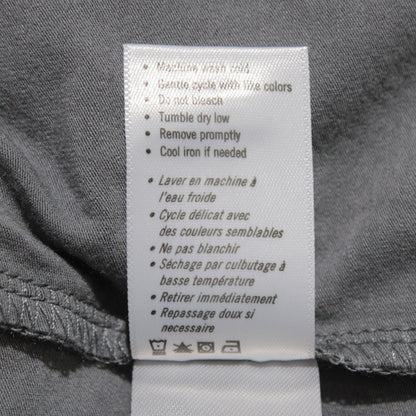 • Machine wash cold
• Gentle cycle with like colors
• Do not bleach
• Tumble dry low
• Remove promptly
• Cool iron if needed
• Laver en machine à
l'eau froide
• Cycle délicat avec
des couleurs semblables
• Ne pas blanchir
• Séchage par culbutage à
basse température
• Retirer immédiatement
• Repassage doux si
necessaire